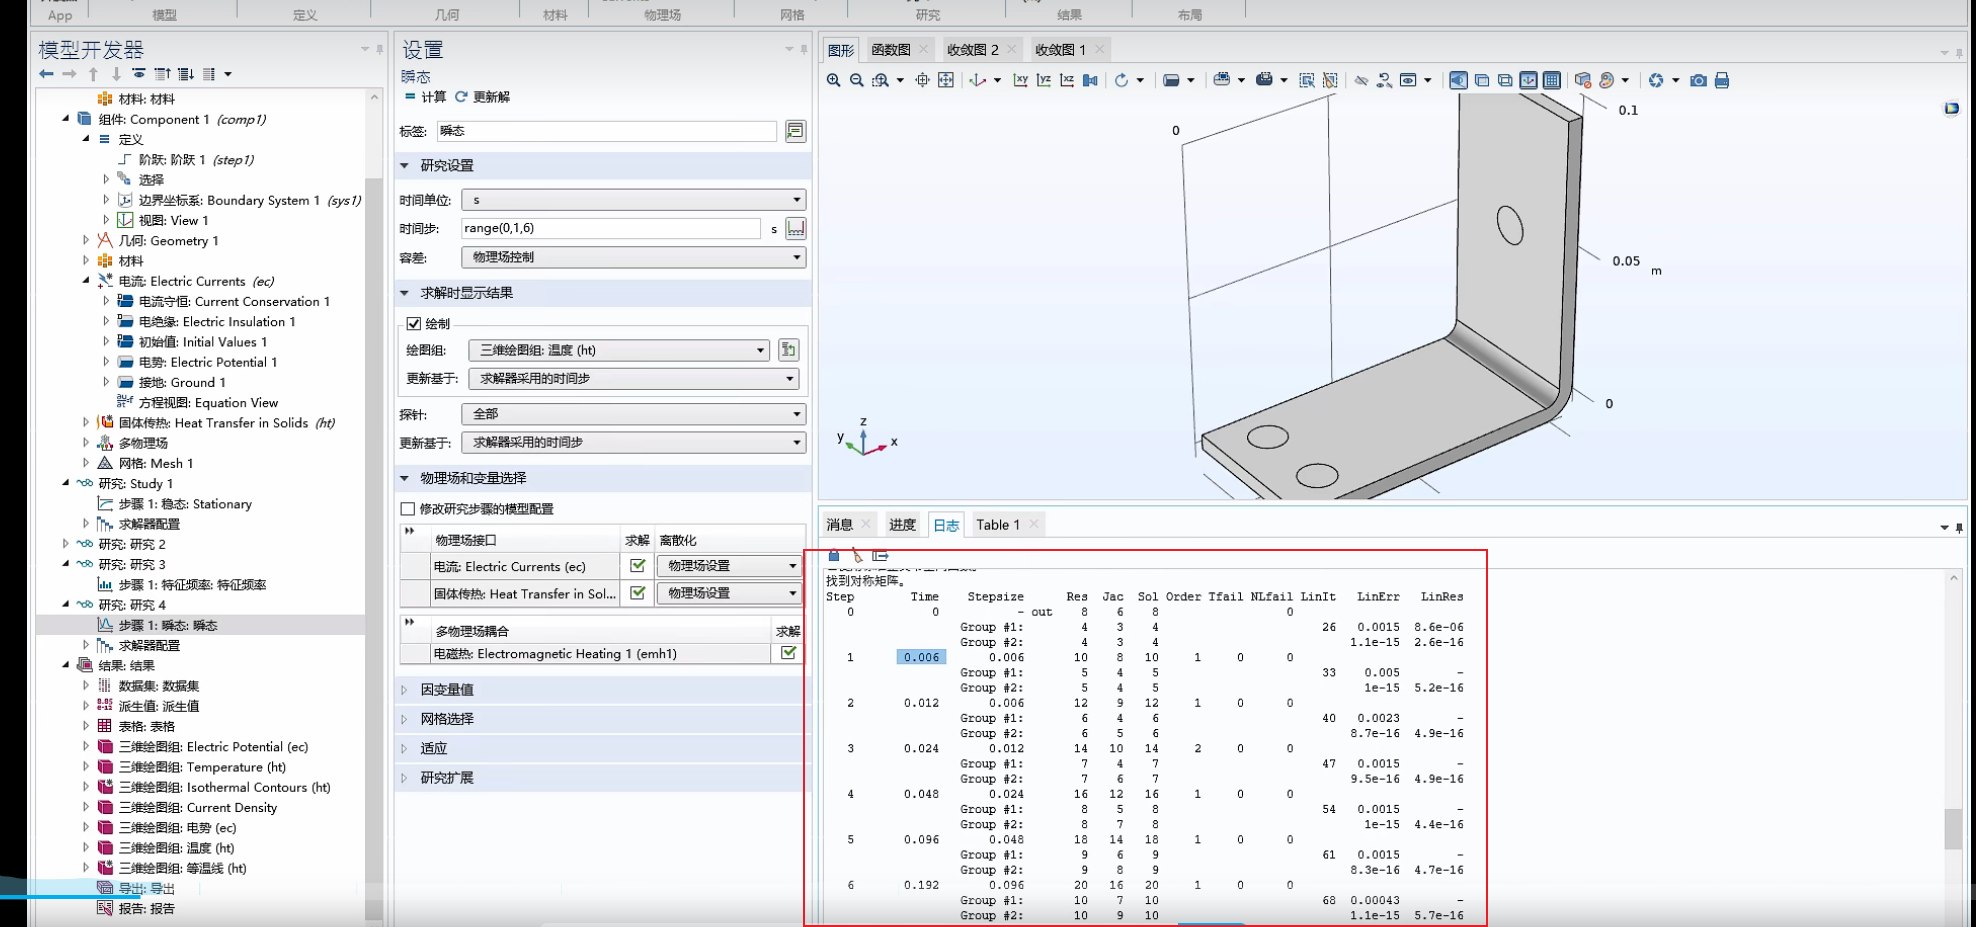 App
模型
定义
几何
材料
物理场
网格
研究
结果
布局
模型开发器
材料: 材料
组件: Component 1 (comp1)
定义
阶跃: 阶跃 1 (step1)
选择
边界坐标系: Boundary System 1 (sys1)
视图: View 1
几何: Geometry 1
材料
电流: Electric Currents (ec)
电流守恒: Current Conservation 1
电绝缘: Electric Insulation 1
初始值: Initial Values 1
电势: Electric Potential 1
接地: Ground 1
方程视图: Equation View
固体传热: Heat Transfer in Solids (ht)
多物理场
网格: Mesh 1
研究: Study 1
步骤 1: 稳态: Stationary
求解器配置
研究: 研究 2
研究: 研究 3
步骤 1: 特征频率: 特征频率
研究: 研究 4
步骤 1: 瞬态: 瞬态
求解器配置
结果: 结果
数据集: 数据集
派生值: 派生值
表格: 表格
三维绘图组: Electric Potential (ec)
三维绘图组: Temperature (ht)
三维绘图组: Isothermal Contours (ht)
三维绘图组: Current Density
三维绘图组: 电势 (ec)
三维绘图组: 温度 (ht)
三维绘图组: 等温线 (ht)
导出: 导出
报告: 报告
设置
瞬态
= 计算 更新解
标签: 瞬态
研究设置
时间单位: s
时间步: range(0,1,6) s
容差: 物理场控制
求解时显示结果
绘制
绘图组: 三维绘图组: 温度 (ht)
更新基于: 求解器采用的时间步
探针: 全部
更新基于: 求解器采用的时间步
物理场和变量选择
修改研究步骤的模型配置
物理场接口 求解 离散化
电流: Electric Currents (ec) 物理场设置
固体传热: Heat Transfer in Sol... 物理场设置
多物理场耦合 求解
电磁热: Electromagnetic Heating 1 (emh1)
因变量值
网格选择
适应
研究扩展
图形 函数图 收敛图 2 收敛图 1
xy yz xz
0
0.1
0.05
m
0
z
y
x
消息 进度 日志 Table 1
找到对称矩阵。
Step Time Stepsize Res Jac Sol Order Tfail NLfail LinIt LinErr LinRes
0 0 - out 8 6 8 0
Group #1: 4 3 4 26 0.0015 8.6e-06
Group #2: 4 3 4 1.1e-15 2.6e-16
1 0.006 0.006 10 8 10 1 0 0
Group #1: 5 4 5 33 0.005 -
Group #2: 5 4 5 1e-15 5.2e-16
2 0.012 0.006 12 9 12 1 0 0
Group #1: 6 4 6 40 0.0023 -
Group #2: 6 5 6 8.7e-16 4.9e-16
3 0.024 0.012 14 10 14 2 0 0
Group #1: 7 4 7 47 0.0015 -
Group #2: 7 6 7 9.5e-16 4.9e-16
4 0.048 0.024 16 12 16 1 0 0
Group #1: 8 5 8 54 0.0015 -
Group #2: 8 7 8 1e-15 4.4e-16
5 0.096 0.048 18 14 18 1 0 0
Group #1: 9 6 9 61 0.0015 -
Group #2: 9 8 9 8.3e-16 4.7e-16
6 0.192 0.096 20 16 20 1 0 0
Group #1: 10 7 10 68 0.00043 -
Group #2: 10 9 10 1.1e-15 5.7e-16